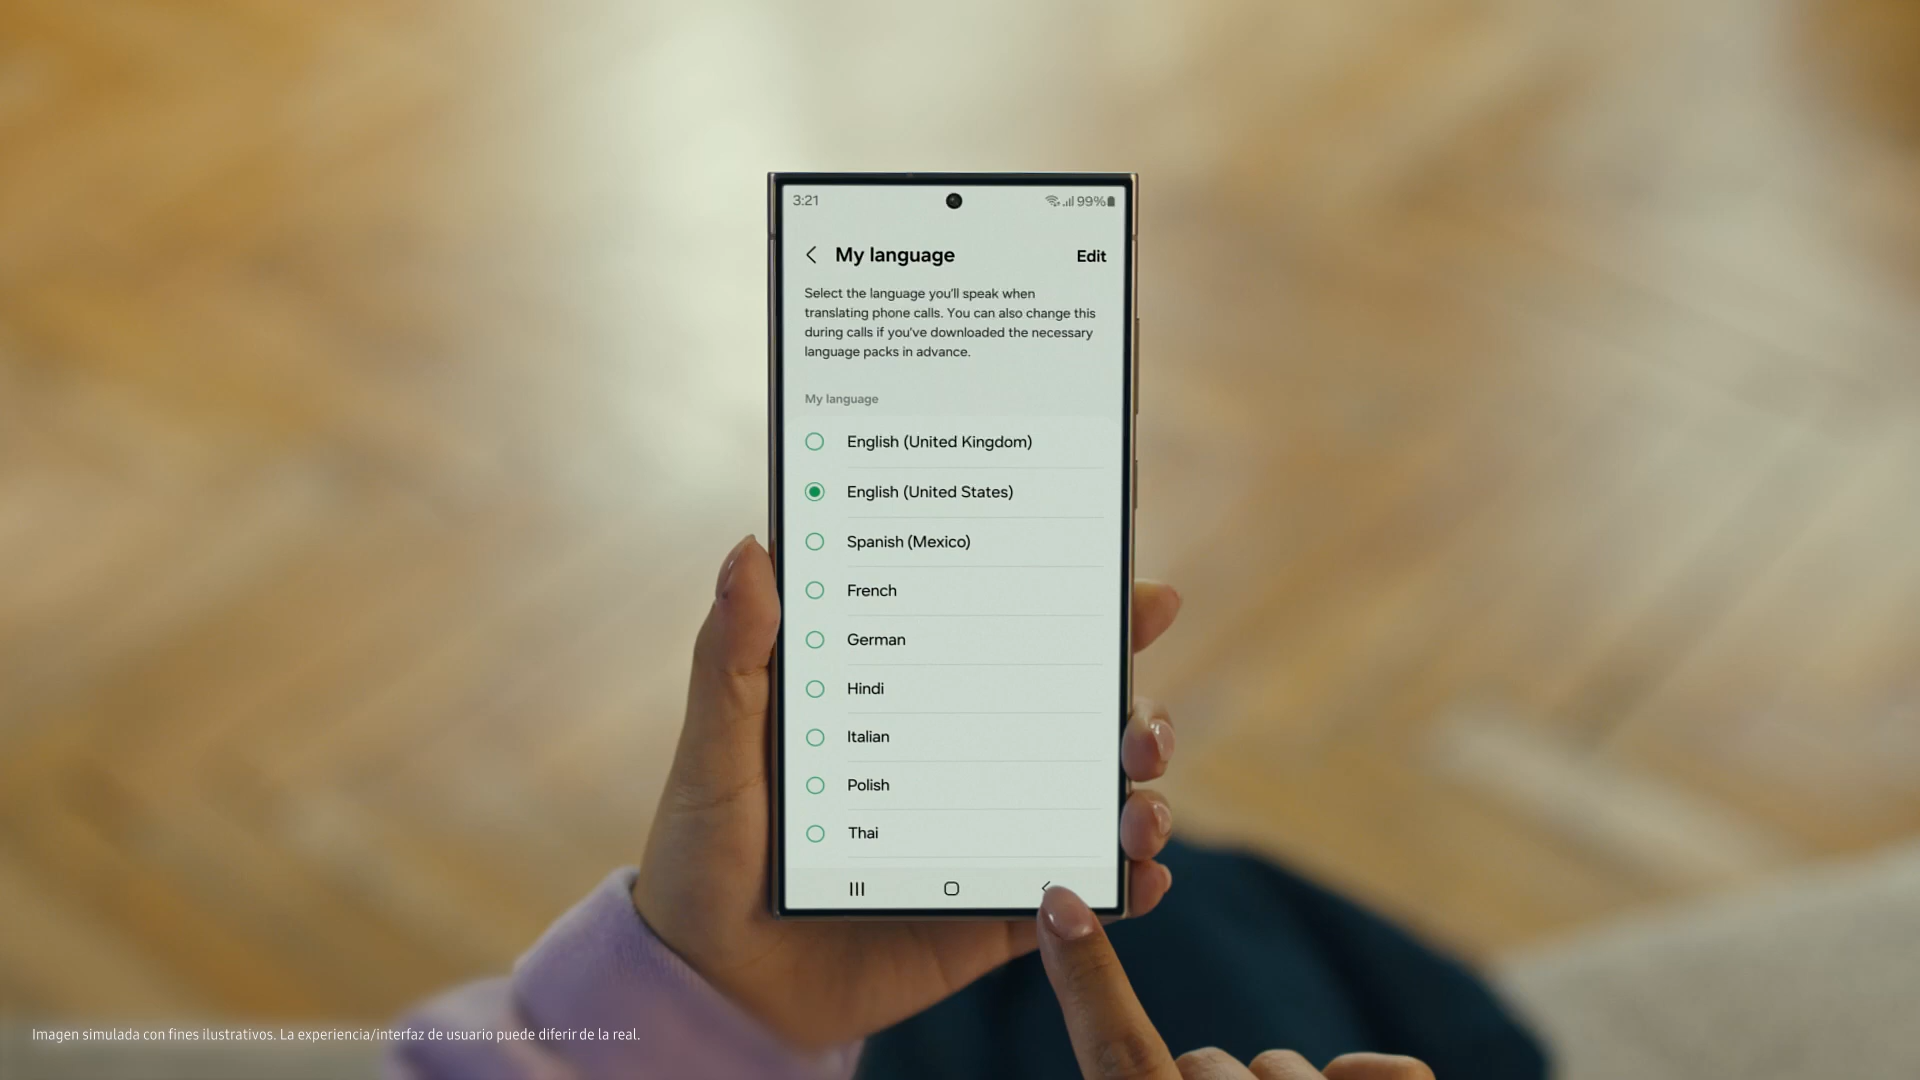 3:21
99%
My language
Edit
Select the language you'll speak when
translating phone calls. You can also change this
during calls if you've downloaded the necessary
language packs in advance.
My language
English (United Kingdom)
English (United States)
Spanish (Mexico)
French
German
Hindi
Italian
Polish
Thai
Imagen simulada con fines ilustrativos. La experiencia/interfaz de usuario puede diferir de la real.